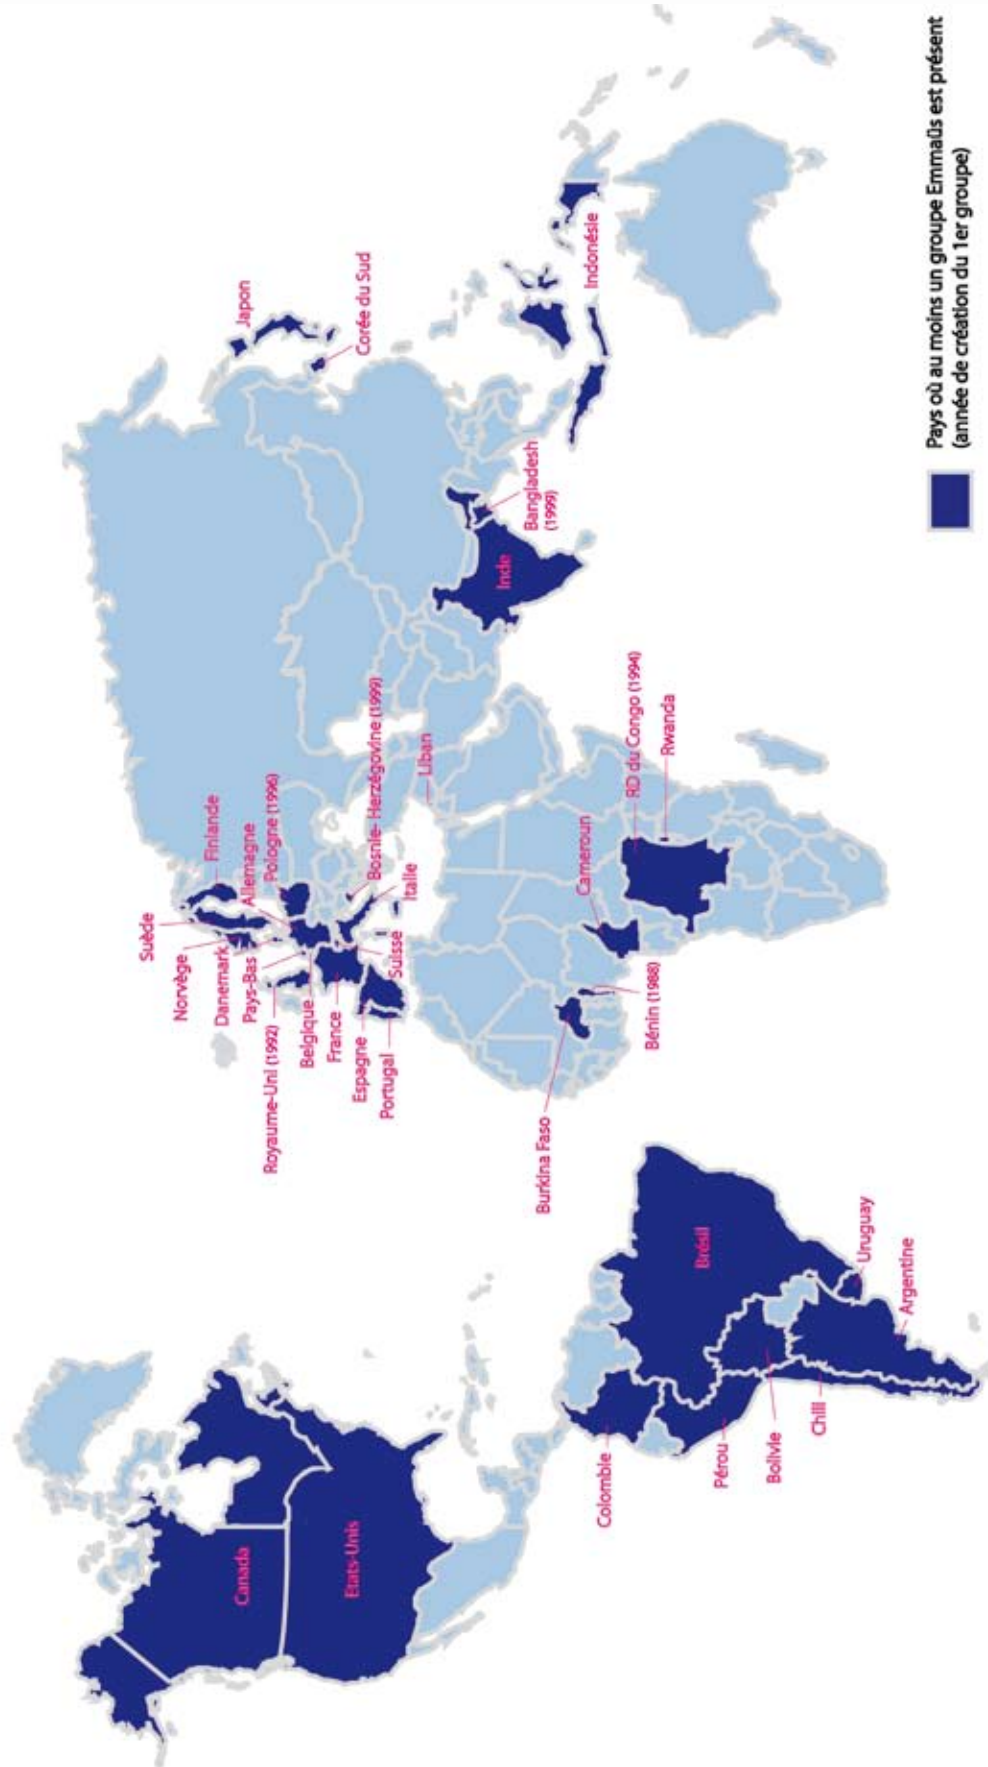 Canada
Etats-Unis
Colombie
Pérou
Bolivie
Chili
Brésil
Uruguay
Argentine
Suède
Norvège
Danemark
Pays-Bas
Royaume-Uni (1992)
Belgique
France
Espagne
Portugal
Finlande
Allemagne
Pologne (1996)
Bosnie- Herzégovine (1999)
Italie
Suisse
Liban
Burkina Faso
Bénin (1988)
Cameroun
RD du Congo (1994)
Rwanda
Inde
Bangladesh
(1999)
Japon
Corée du Sud
Indonésie
Pays où au moins un groupe Emmaüs est présent
(année de création du 1er groupe)